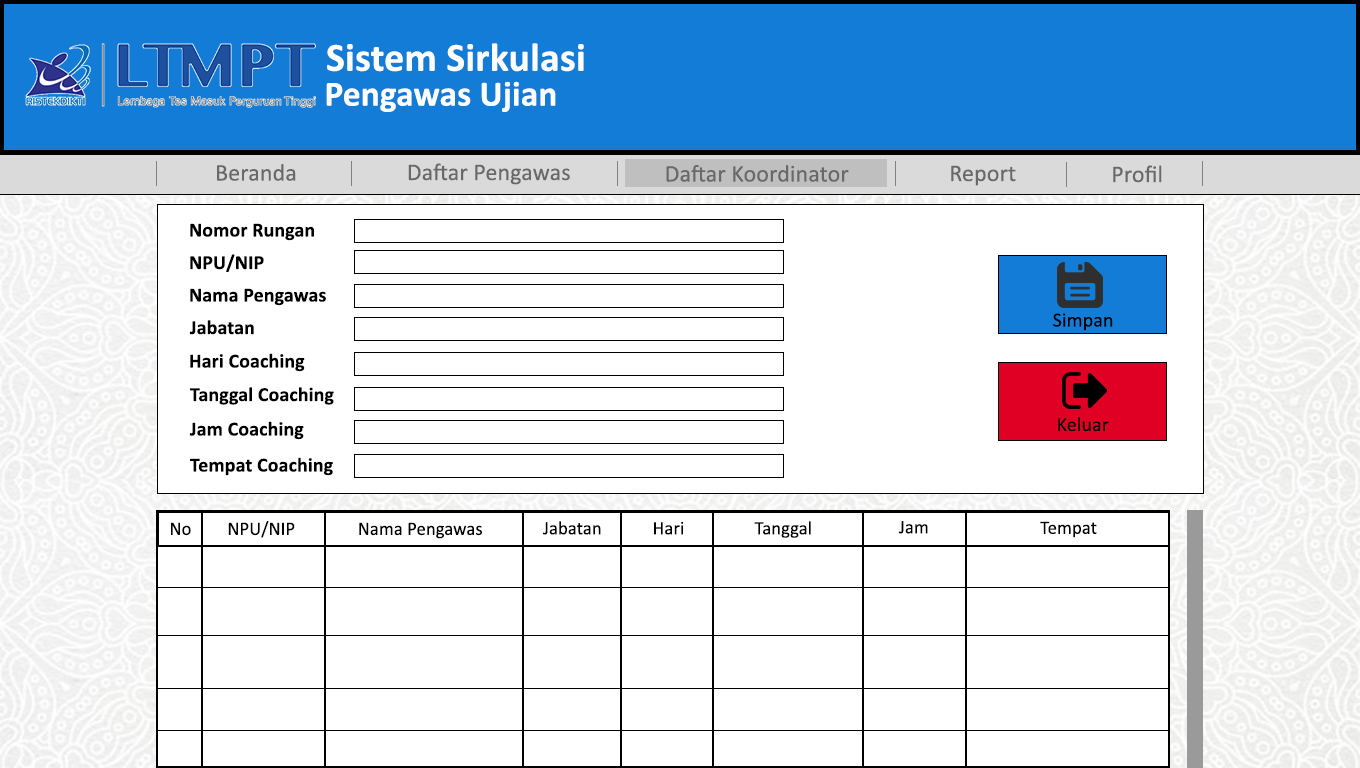 RISTEKDIKTI
LTMPT
Lembaga Tes Masuk Perguruan Tinggi
Sistem Sirkulasi
Pengawas Ujian
Beranda
Daftar Pengawas
Daftar Koordinator
Report
Profil
Nomor Rungan
NPU/NIP
Nama Pengawas
Jabatan
Hari Coaching
Tanggal Coaching
Jam Coaching
Tempat Coaching
Simpan
Keluar
No NPU/NIP Nama Pengawas Jabatan Hari Tanggal Jam Tempat